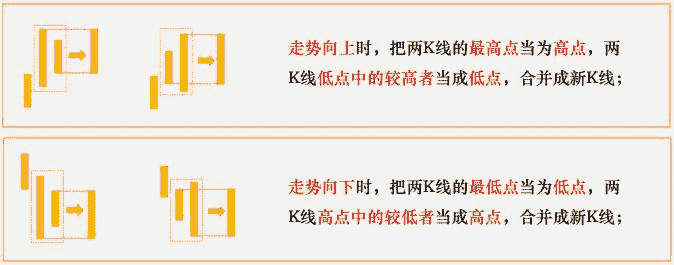 走势向上时，把两K线的最高点当为高点，两
K线低点中的较高者当成低点，合并成新K线；
走势向下时，把两K线的最低点当为低点，两
K线高点中的较低者当成高点，合并成新K线；